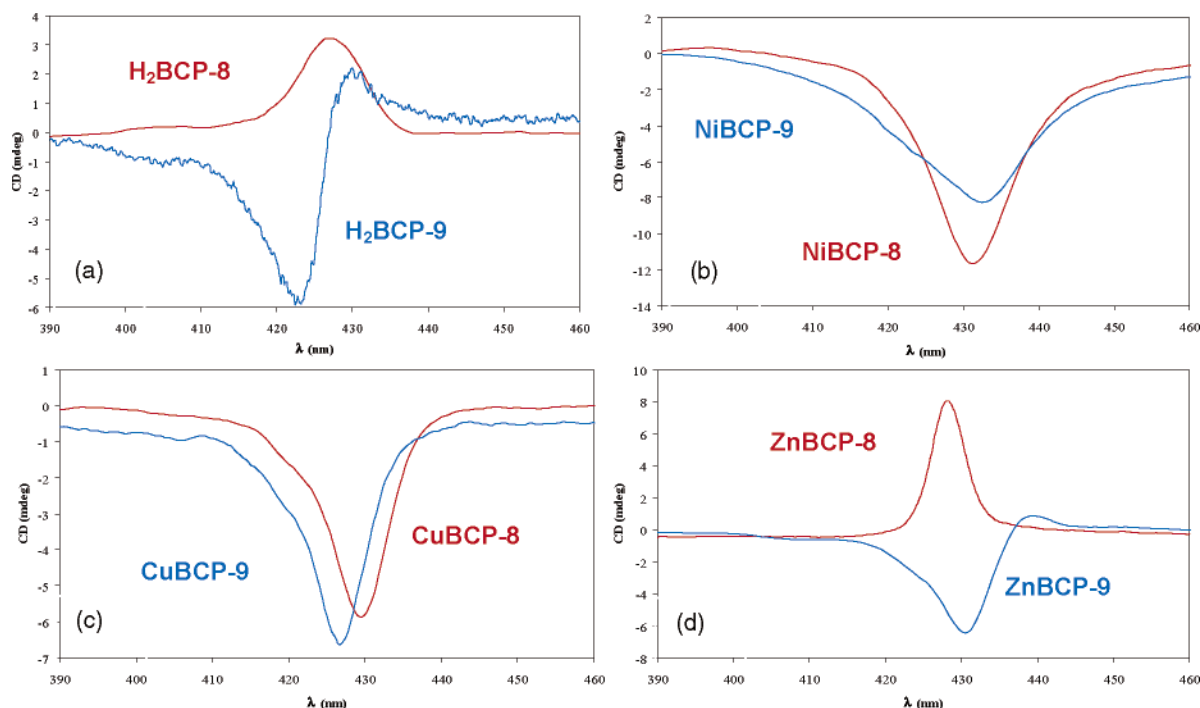 4
3
2
1
0
-1
-2
-3
-4
-5
-6
CD (mdeg)
H₂BCP-8
H₂BCP-9
(a)
390 400 410 420 430 440 450 460
λ (nm)
2
0
-2
-4
-6
-8
-10
-12
-14
CD (mdeg)
NiBCP-9
NiBCP-8
(b)
390 400 410 420 430 440 450 460
λ (nm)
1
0
-1
-2
-3
-4
-5
-6
-7
CD (mdeg)
CuBCP-8
CuBCP-9
(c)
390 400 410 420 430 440 450 460
λ (nm)
10
8
6
4
2
0
-2
-4
-6
-8
CD (mdeg)
ZnBCP-8
ZnBCP-9
(d)
390 400 410 420 430 440 450 460
λ (nm)